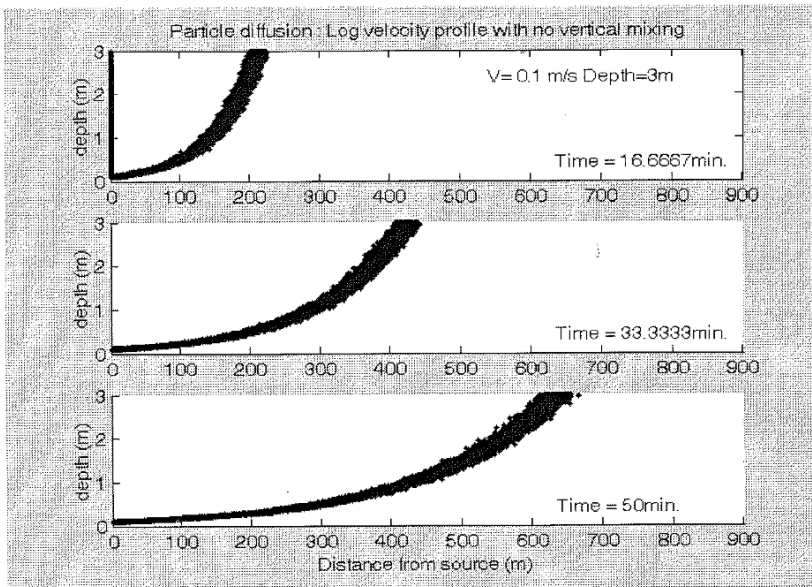 Particle diffusion : Log velocity profile with no vertical mixing
3
2
1
0
depth (m)
V= 0.1 m/s Depth=3m
Time = 16.6667min.
0 100 200 300 400 500 600 700 800 900
3
2
1
0
depth (m)
Time = 33.3333min.
0 100 200 300 400 500 600 700 800 900
3
2
1
0
depth (m)
Time = 50min.
0 100 200 300 400 500 600 700 800 900
Distance from source (m)